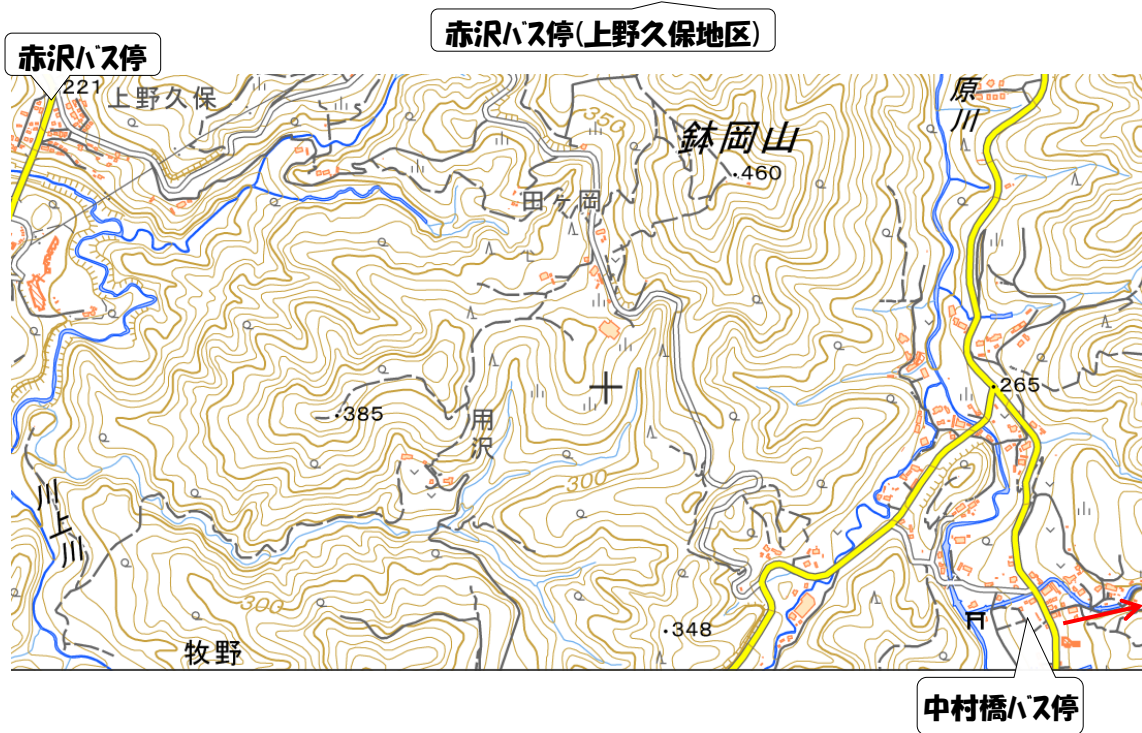 赤沢バス停(上野久保地区)
赤沢バス停
221
上野久保
原川
350
鉢岡山
460
田ヶ岡
265
385
用沢
300
川上川
300
348
牧野
中村橋バス停